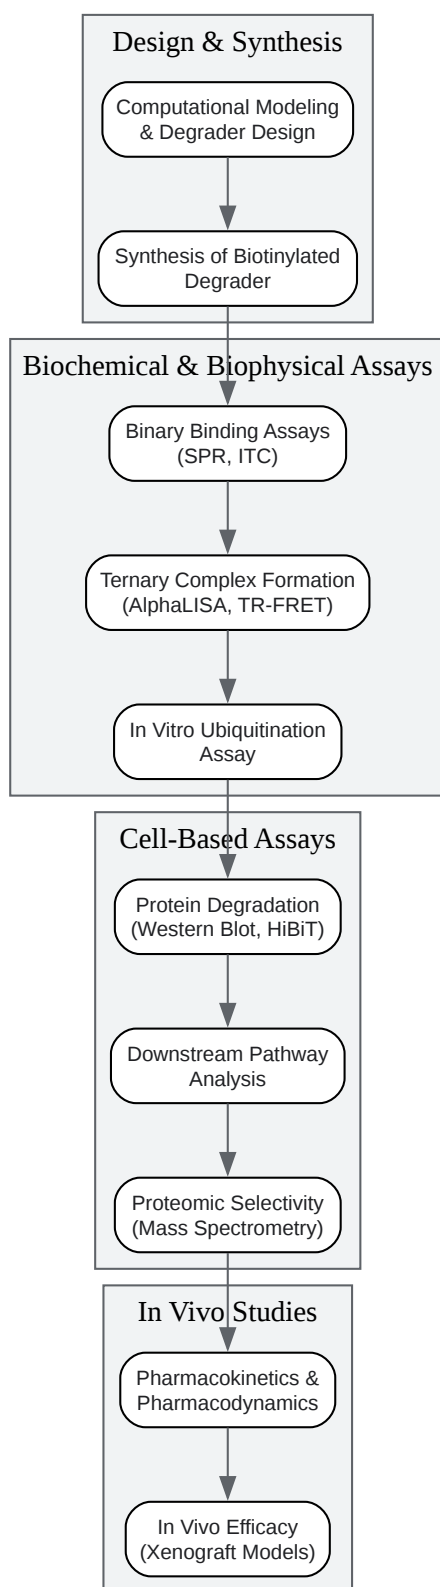 Design & Synthesis
Computational Modeling
& Degrader Design
Synthesis of Biotinylated
Degrader
Biochemical & Biophysical Assays
Binary Binding Assays
(SPR, ITC)
Ternary Complex Formation
(AlphaLISA, TR-FRET)
In Vitro Ubiquitination
Assay
Cell-Based Assays
Protein Degradation
(Western Blot, HiBiT)
Downstream Pathway
Analysis
Proteomic Selectivity
(Mass Spectrometry)
In Vivo Studies
Pharmacokinetics &
Pharmacodynamics
In Vivo Efficacy
(Xenograft Models)